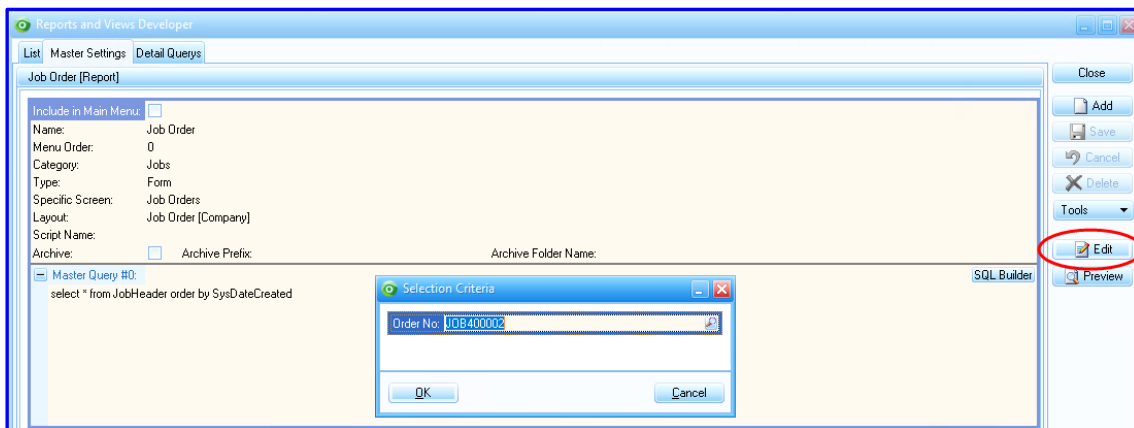 Reports and Views Developer
List Master Settings Detail Querys
Job Order [Report]
Include in Main Menu:
Name: Job Order
Menu Order: 0
Category: Jobs
Type: Form
Specific Screen: Job Orders
Layout: Job Order [Company]
Script Name:
Archive: Archive Prefix: Archive Folder Name:
Master Query #0: SQL Builder
select * from JobHeader order by SysDateCreated
Selection Criteria
Order No: JOB400002
OK Cancel
Close
Add
Save
Cancel
Delete
Tools
Edit
Preview